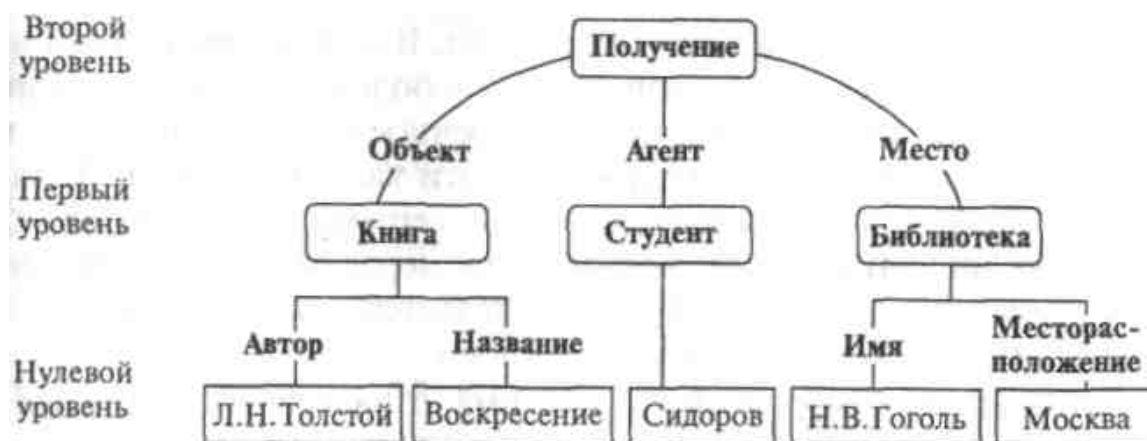 Второй
уровень
Получение
Объект
Агент
Место
Первый
уровень
Книга
Студент
Библиотека
Автор
Название
Имя
Месторас-
положение
Нулевой
уровень
Л.Н.Толстой
Воскресение
Сидоров
Н.В.Гоголь
Москва